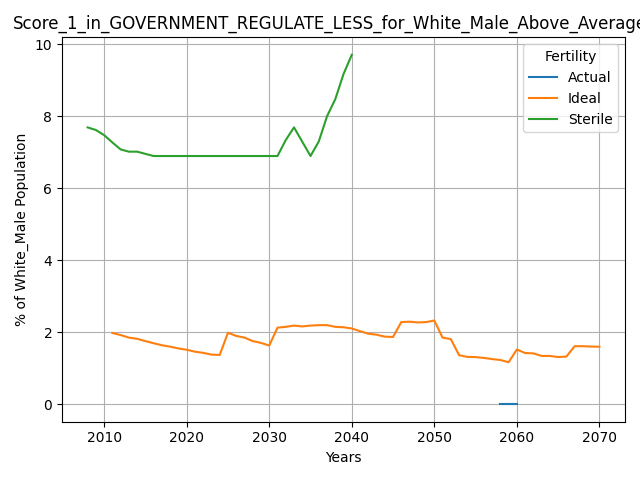 Score_1_in_GOVERNMENT_REGULATE_LESS_for_White_Male_Above_Average
10
8
6
4
2
0
% of White_Male Population
Fertility
Actual
Ideal
Sterile
2010 2020 2030 2040 2050 2060 2070
Years